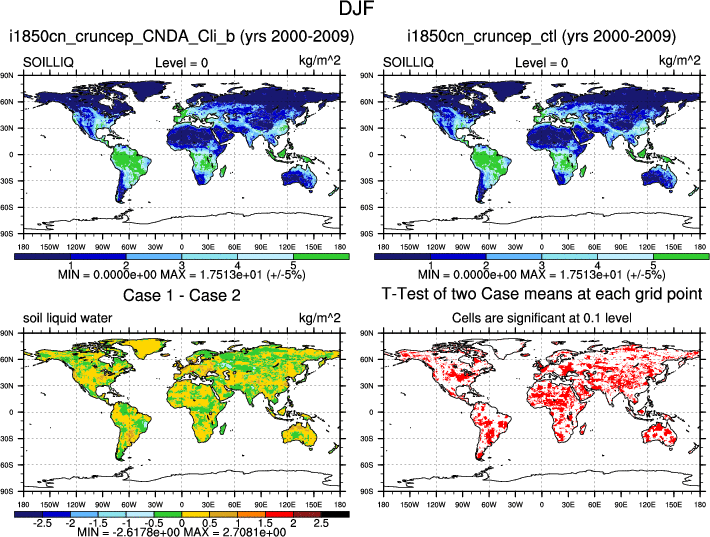 DJF
i1850cn_cruncep_CNDA_Cli_b (yrs 2000-2009)
SOILLIQ Level = 0 kg/m^2
90N
60N
30N
0
30S
60S
90S
180 150W 120W 90W 60W 30W 0 30E 60E 90E 120E 150E 180
1 2 3 4 5
MIN = 0.0000e+00 MAX = 1.7513e+01 (+/-5%)
i1850cn_cruncep_ctl (yrs 2000-2009)
SOILLIQ Level = 0 kg/m^2
90N
60N
30N
0
30S
60S
90S
180 150W 120W 90W 60W 30W 0 30E 60E 90E 120E 150E 180
1 2 3 4 5
MIN = 0.0000e+00 MAX = 1.7513e+01 (+/-5%)
Case 1 - Case 2
soil liquid water kg/m^2
90N
60N
30N
0
30S
60S
90S
180 150W 120W 90W 60W 30W 0 30E 60E 90E 120E 150E 180
-2.5 -2 -1.5 -1 -0.5 0 0.5 1 1.5 2 2.5
MIN = -2.6178e+00 MAX = 2.7081e+00
T-Test of two Case means at each grid point
Cells are significant at 0.1 level
90N
60N
30N
0
30S
60S
90S
180 150W 120W 90W 60W 30W 0 30E 60E 90E 120E 150E 180